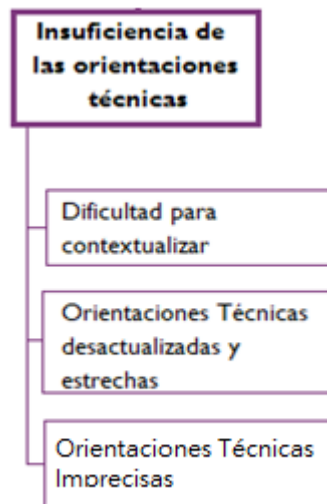 Insuficiencia de
las orientaciones
técnicas
Dificultad para
contextualizar
Orientaciones Técnicas
desactualizadas y
estrechas
Orientaciones Técnicas
Imprecisas